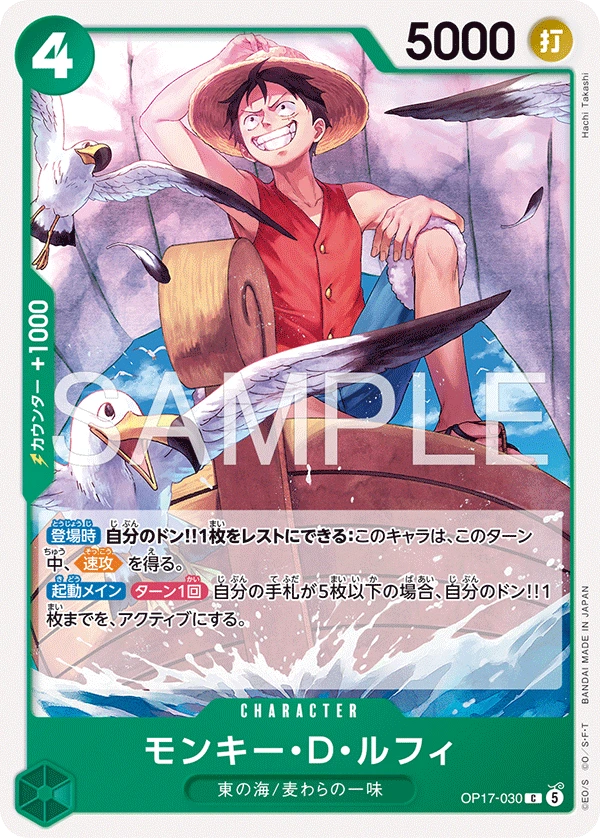 4
5000
打
Hachi Takashi
カウンター +1000
SAMPLE
登場時 自分のドン!!1枚をレストにできる:このキャラは、このターン
中、速攻 を得る。
起動メイン ターン1回 自分の手札が5枚以下の場合、自分のドン!!1
枚までを、アクティブにする。
CHARACTER
モンキー・D・ルフィ
東の海/麦わらの一味
OP17-030 C 5
©E.O/S ©O/S・F・T BANDAI MADE IN JAPAN